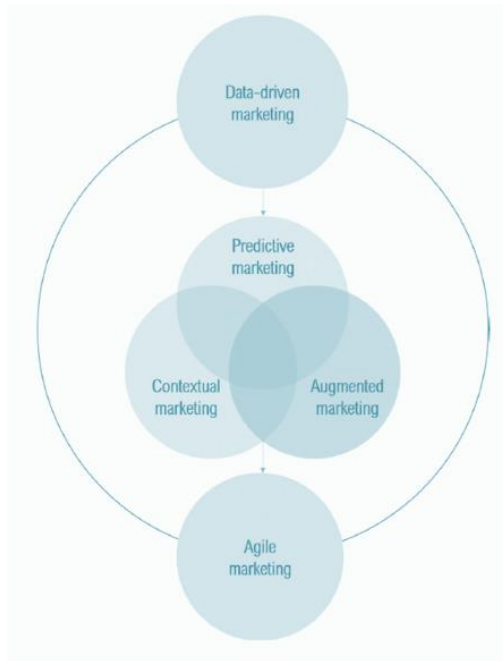 Data-driven
marketing
Predictive
marketing
Contextual
marketing
Augmented
marketing
Agile
marketing